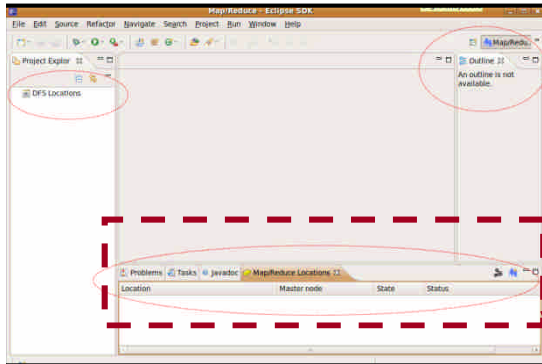 Map/Reduce - Eclipse SDK
File Edit Source Refactor Navigate Search Project Run Window Help
Map/Redu..
Project Explor
Outline
DFS Locations
An outline is not
available.
Problems Tasks Javadoc Map/Reduce Locations
Location Master node State Status